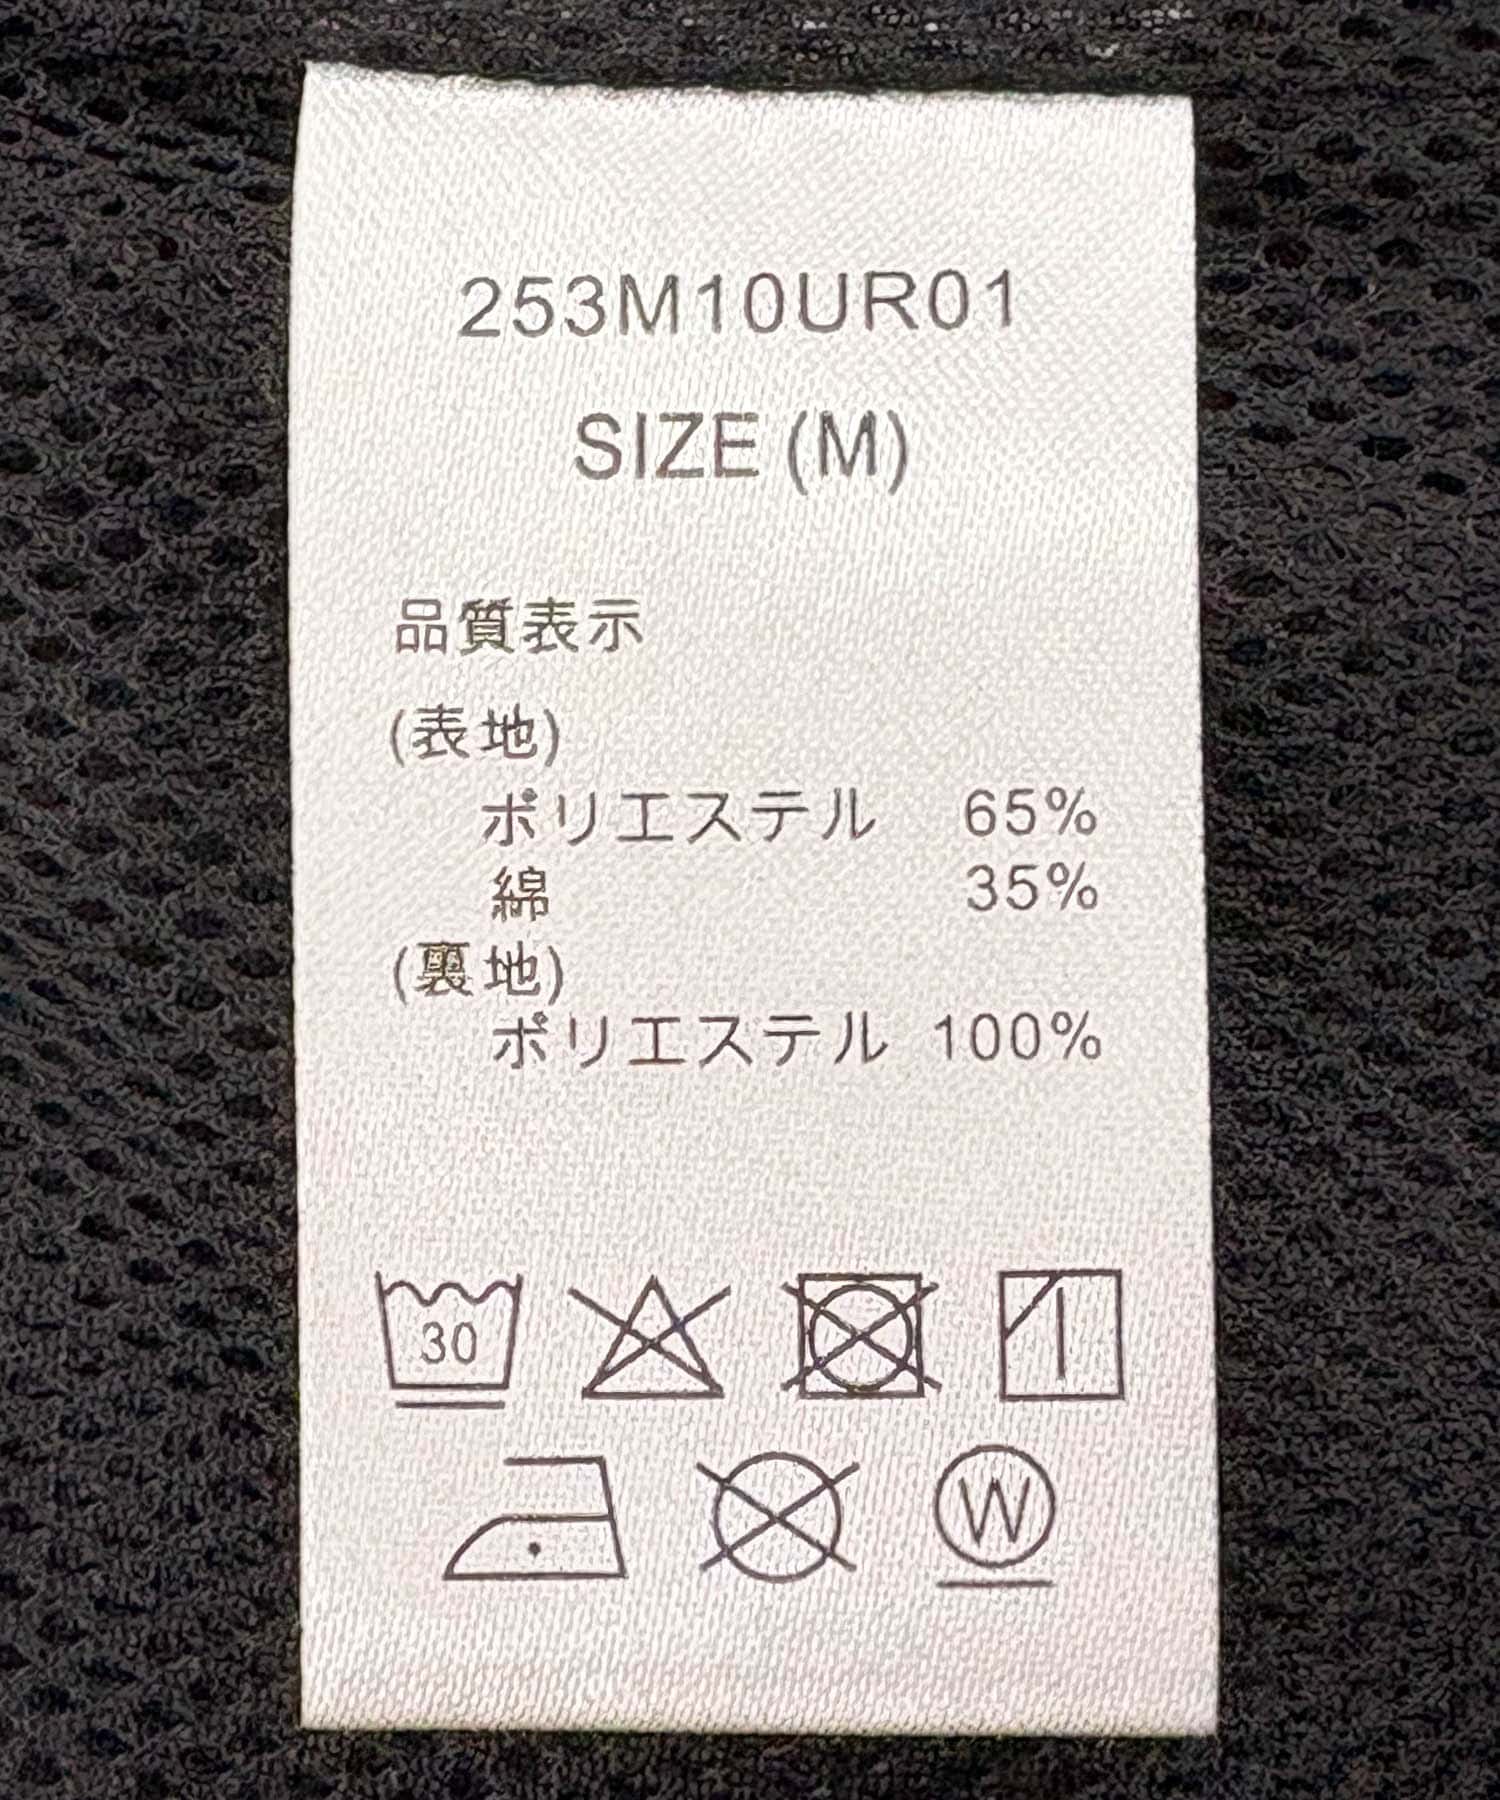 253M10UR01
SIZE (M)
品質表示
(表地)
ポリエステル 65%
綿 35%
(裏地)
ポリエステル 100%
30
W